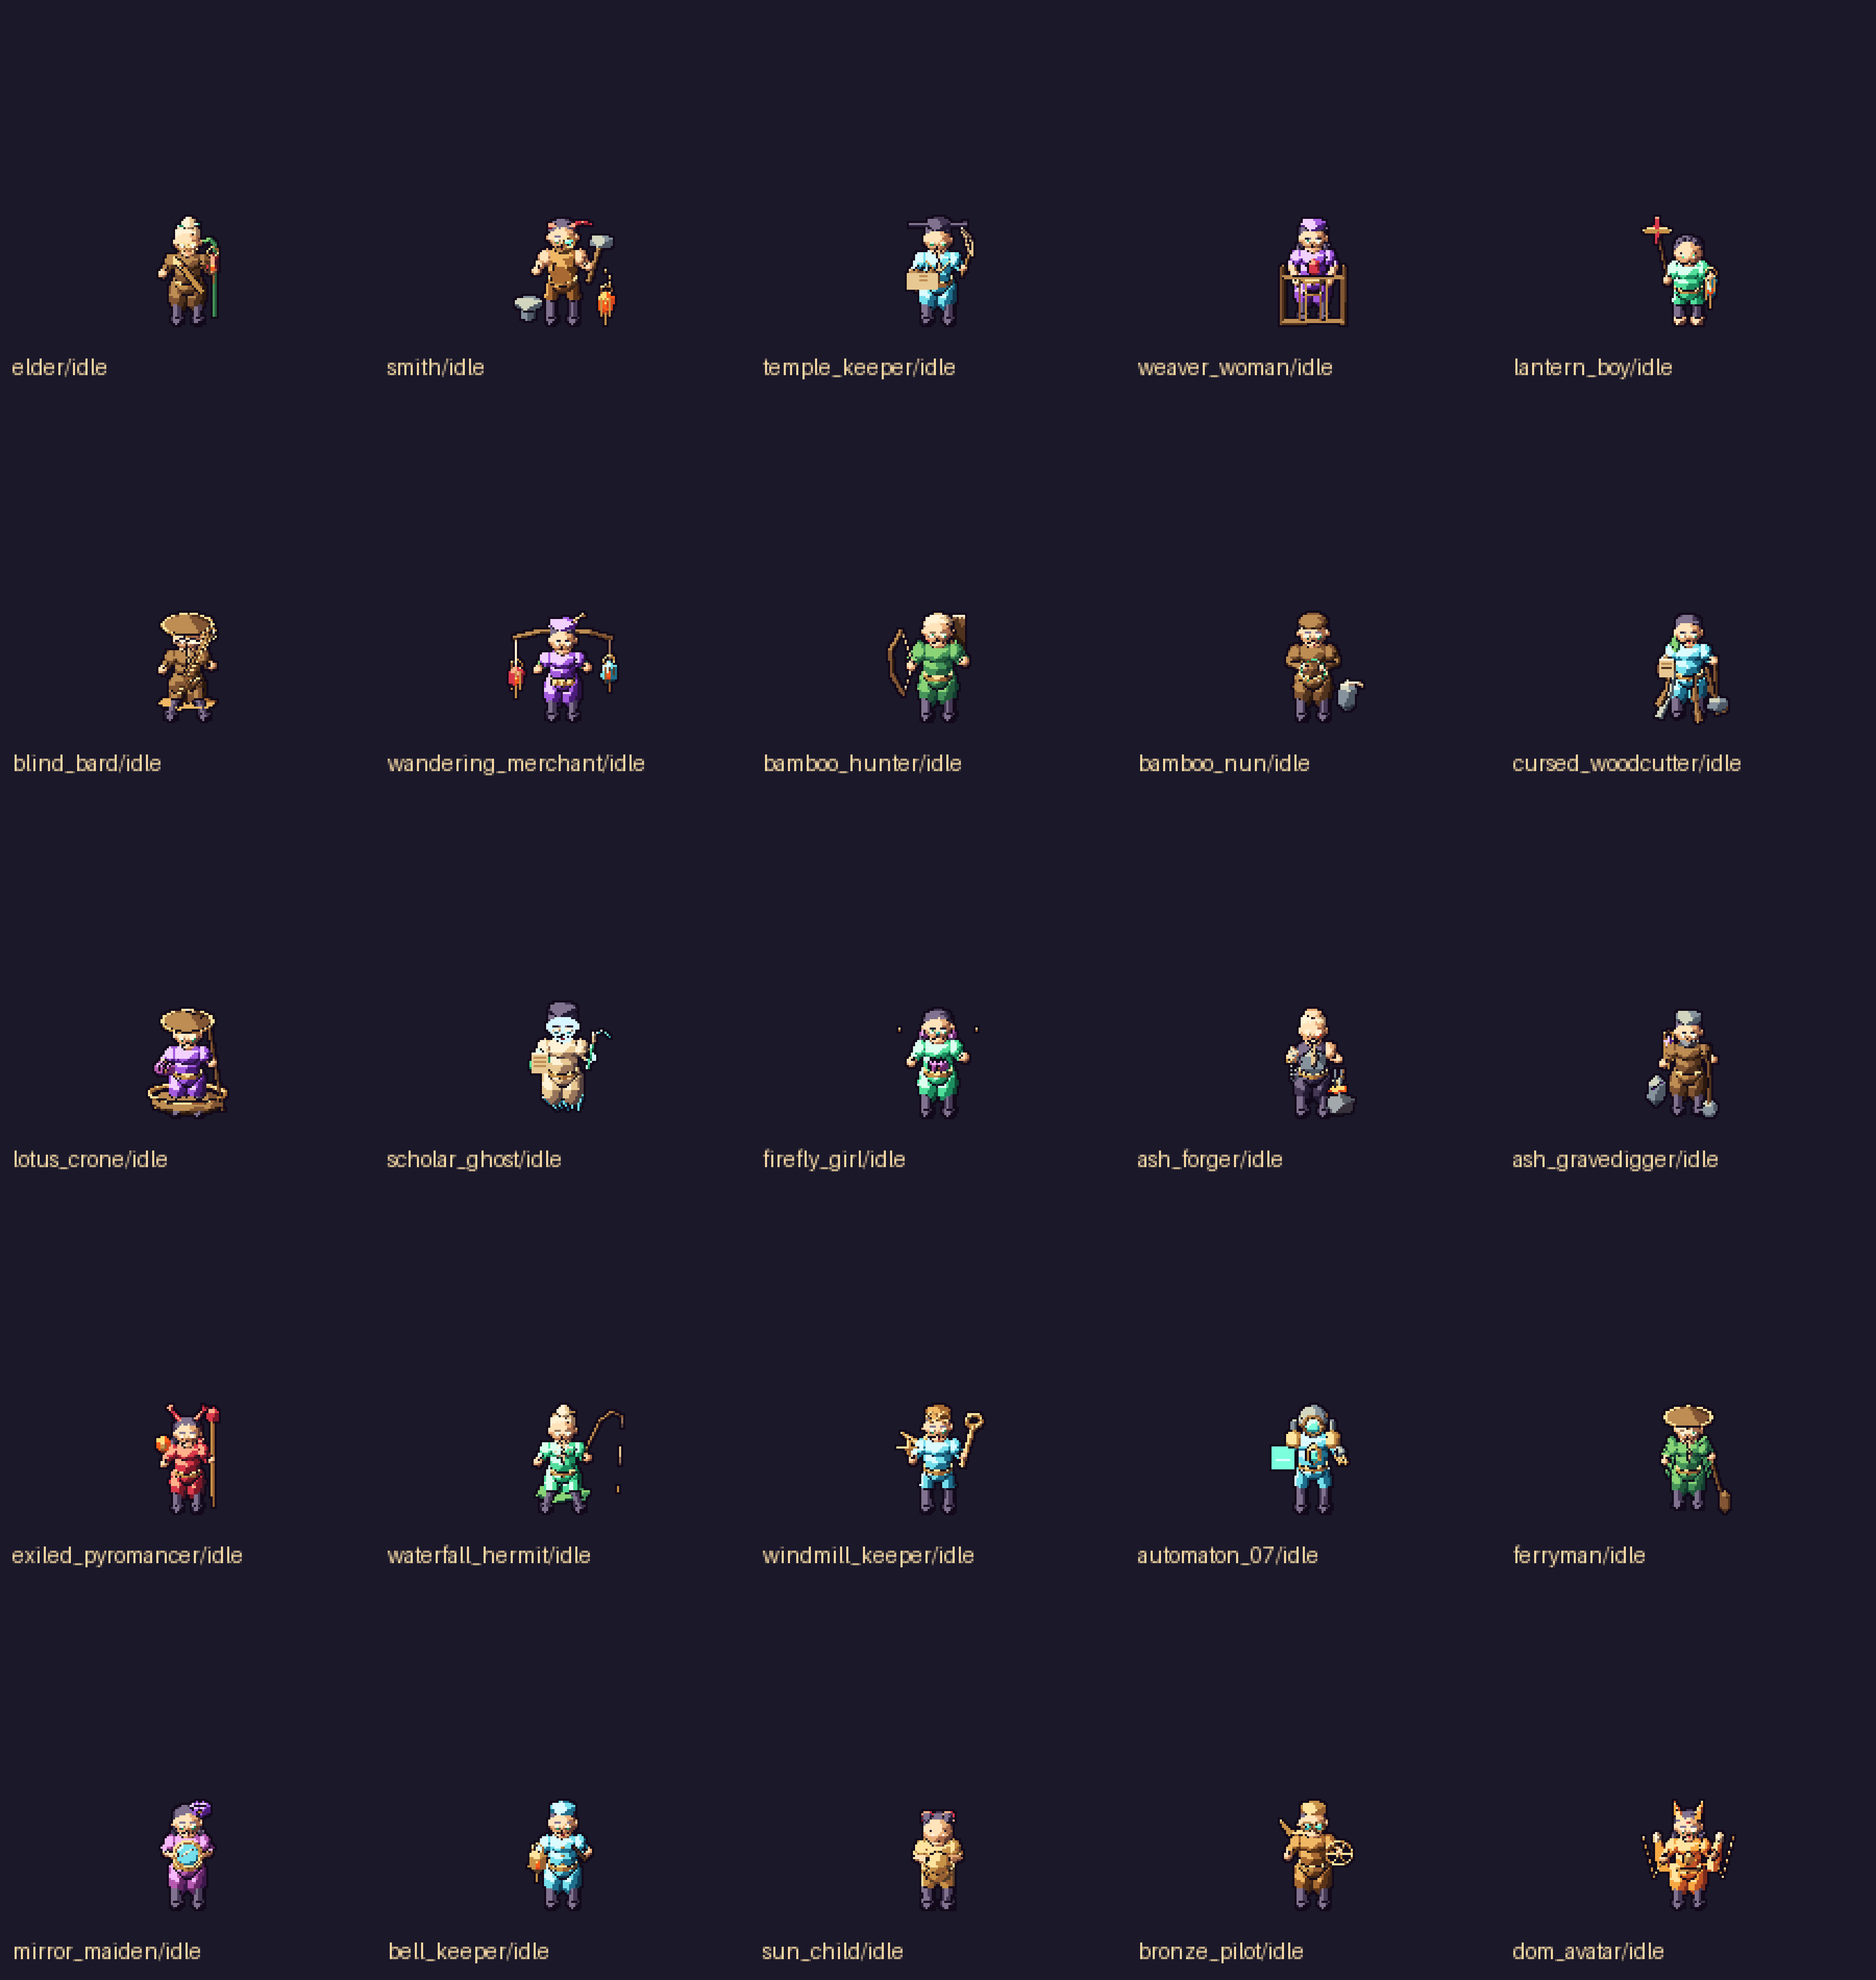 elder/idle
smith/idle
temple_keeper/idle
weaver_woman/idle
lantern_boy/idle
blind_bard/idle
wandering_merchant/idle
bamboo_hunter/idle
bamboo_nun/idle
cursed_woodcutter/idle
lotus_crone/idle
scholar_ghost/idle
firefly_girl/idle
ash_forger/idle
ash_gravedigger/idle
exiled_pyromancer/idle
waterfall_hermit/idle
windmill_keeper/idle
automaton_07/idle
ferryman/idle
mirror_maiden/idle
bell_keeper/idle
sun_child/idle
bronze_pilot/idle
dom_avatar/idle